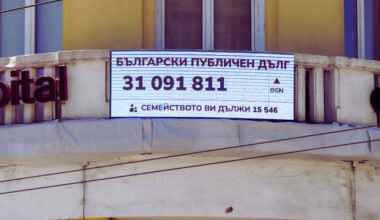 БЪЛГАРСКИ ПУБЛИЧЕН ДЪЛГ
31 091 811
BGN
СЕМЕЙСТВОТО ВИ ДЪЛЖИ 15 546
pital